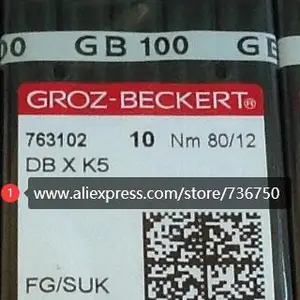 00 GB 100 GE
GROZ-BECKERT®
763102 10 Nm 80/12
DB X K5
1 www.aliexpress.com/store/736750
FG/SUK